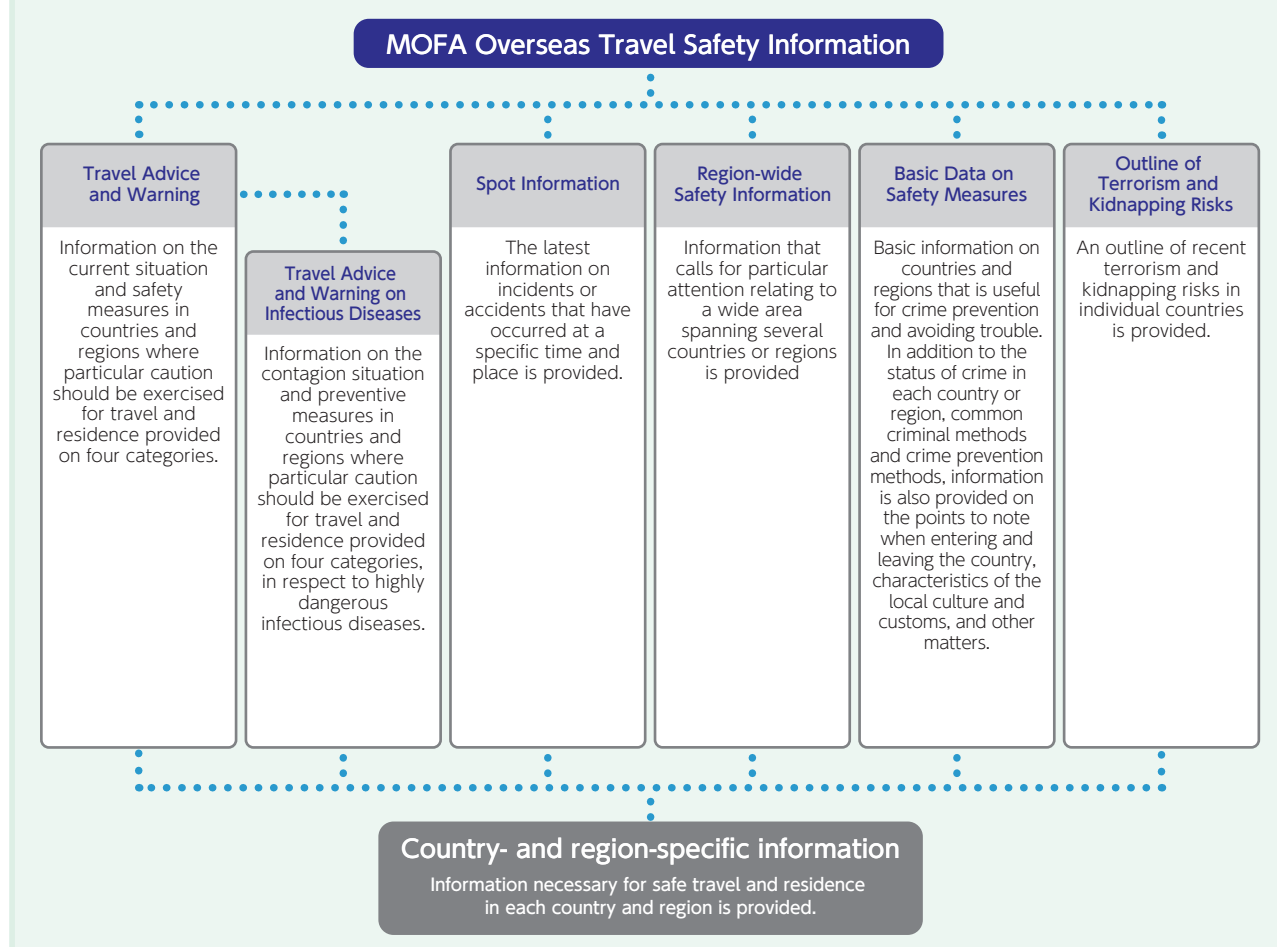 MOFA Overseas Travel Safety Information
Travel Advice
and Warning
Information on the
current situation
and safety
measures in
countries and
regions where
particular caution
should be exercised
for travel and
residence provided
on four categories.
Travel Advice
and Warning on
Infectious Diseases
Information on the
contagion situation
and preventive
measures in
countries and
regions where
particular caution
should be exercised
for travel and
residence provided
on four categories,
in respect to highly
dangerous
infectious diseases.
Spot Information
The latest
information on
incidents or
accidents that have
occurred at a
specific time and
place is provided.
Region-wide
Safety Information
Information that
calls for particular
attention relating to
a wide area
spanning several
countries or regions
is provided
Basic Data on
Safety Measures
Basic information on
countries and
regions that is useful
for crime prevention
and avoiding trouble.
In addition to the
status of crime in
each country or
region, common
criminal methods
and crime prevention
methods, information
is also provided on
the points to note
when entering and
leaving the country,
characteristics of the
local culture and
customs, and other
matters.
Outline of
Terrorism and
Kidnapping Risks
An outline of recent
terrorism and
kidnapping risks in
individual countries
is provided.
Country- and region-specific information
Information necessary for safe travel and residence
in each country and region is provided.